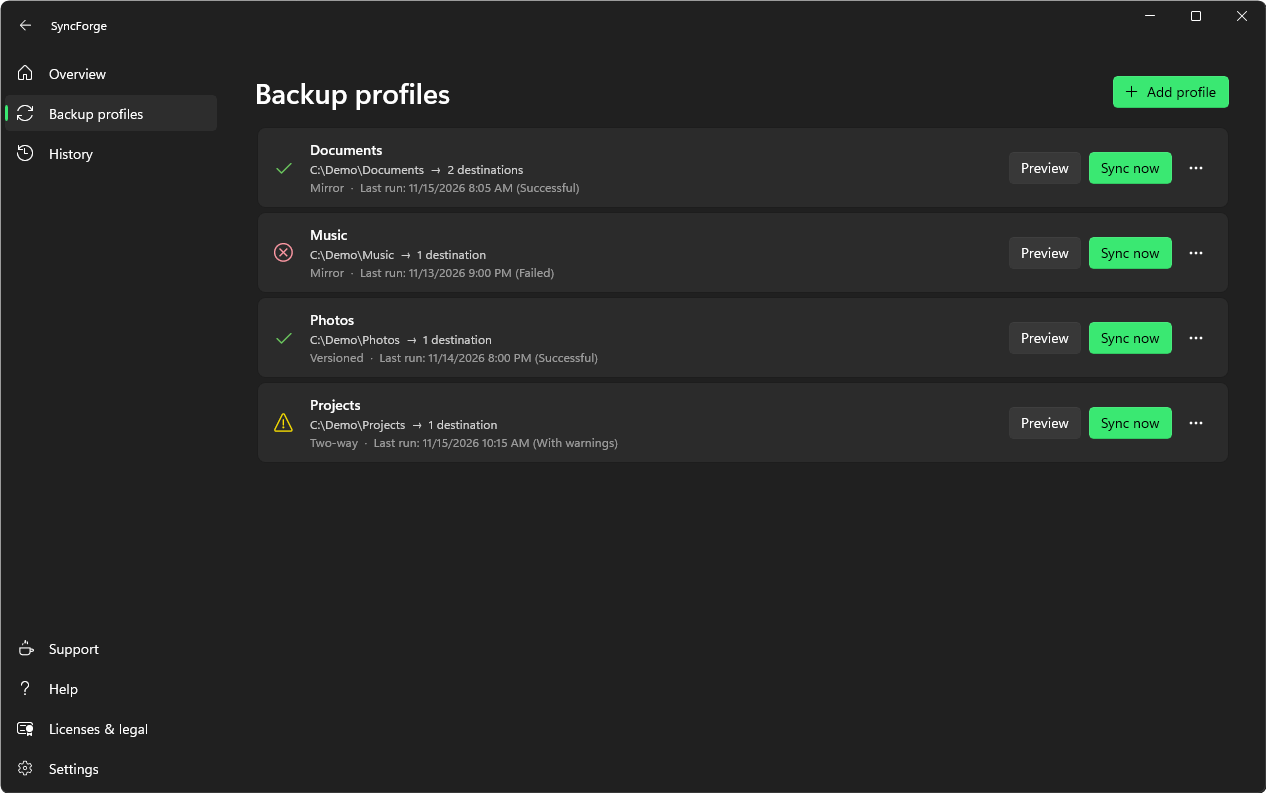 SyncForge
Overview
Backup profiles
History
Support
Help
Licenses & legal
Settings
Backup profiles
Add profile
Documents
C:\Demo\Documents → 2 destinations
Mirror · Last run: 11/15/2026 8:05 AM (Successful)
Preview
Sync now
Music
C:\Demo\Music → 1 destination
Mirror · Last run: 11/13/2026 9:00 PM (Failed)
Preview
Sync now
Photos
C:\Demo\Photos → 1 destination
Versioned · Last run: 11/14/2026 8:00 PM (Successful)
Preview
Sync now
Projects
C:\Demo\Projects → 1 destination
Two-way · Last run: 11/15/2026 10:15 AM (With warnings)
Preview
Sync now